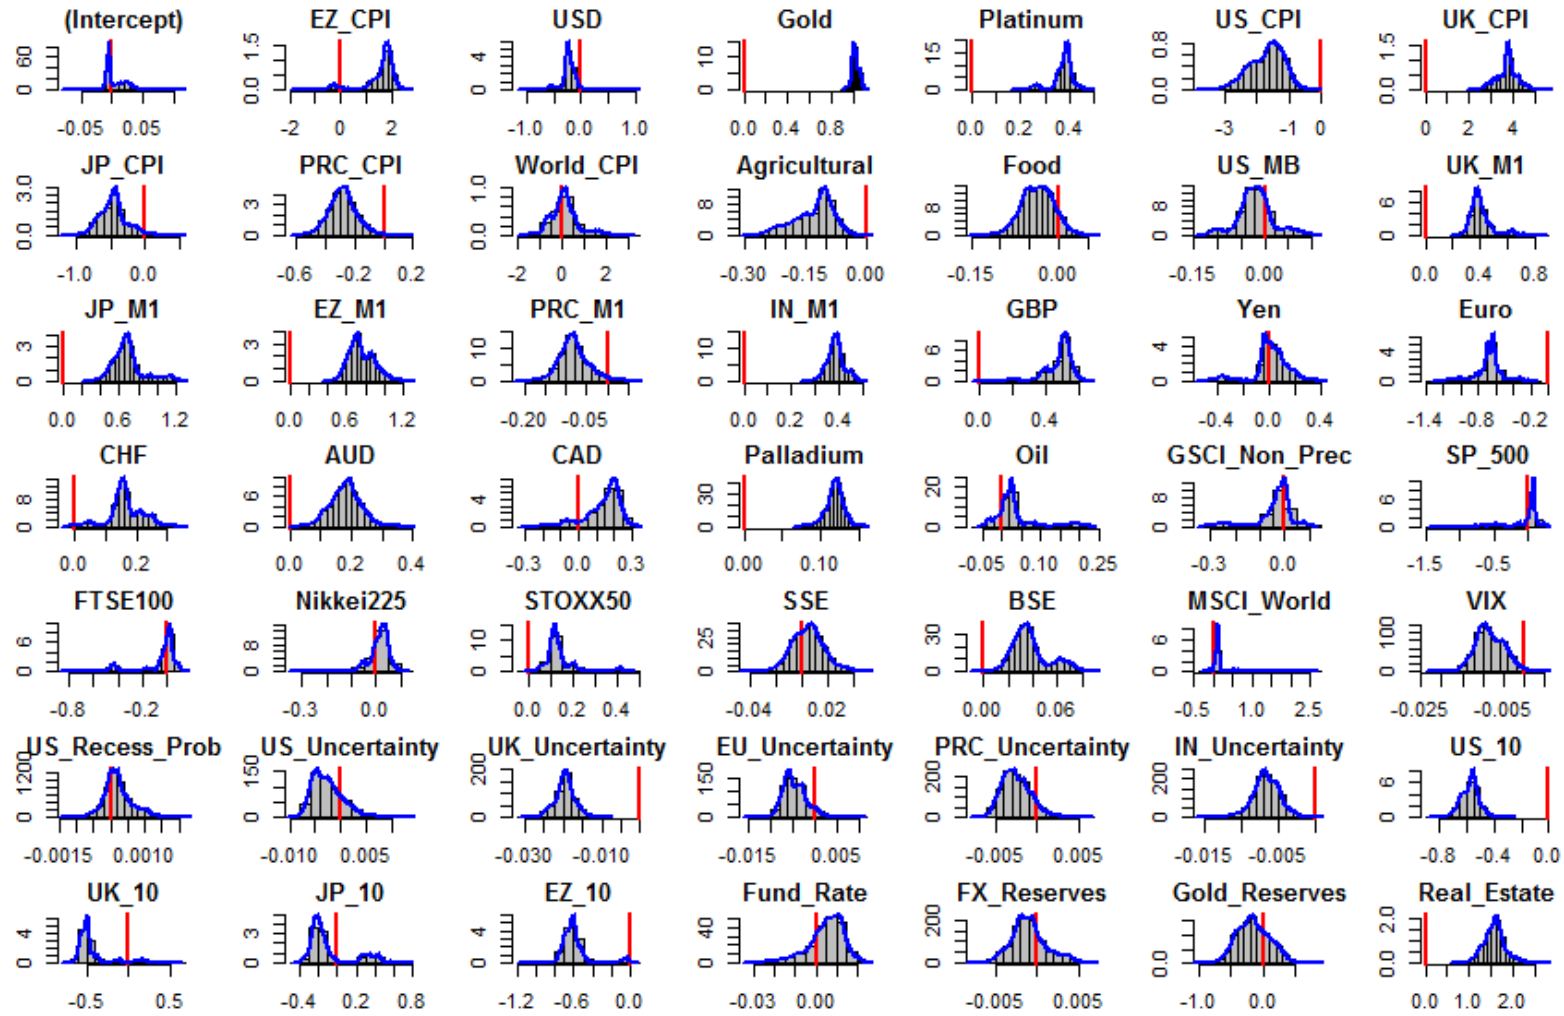 (Intercept) EZ_CPI USD Gold Platinum US_CPI UK_CPI
0 60 0.0 1.5 0 4 0 10 0 15 0.0 0.8 0.0 1.5
-0.05 0.05 -2 0 2 -1.0 0.0 1.0 0.0 0.4 0.8 0.0 0.2 0.4 -3 -1 0 0 2 4
JP_CPI PRC_CPI World_CPI Agricultural Food US_MB UK_M1
0.0 3.0 0 3 0.0 1.0 0 8 0 8 0 8 0 6
-1.0 0.0 -0.6 -0.2 0.2 -2 0 2 -0.30 -0.15 0.00 -0.15 0.00 -0.15 0.00 0.0 0.4 0.8
JP_M1 EZ_M1 PRC_M1 IN_M1 GBP Yen Euro
0 3 0 3 0 10 0 10 0 6 0 4 0 4
0.0 0.6 1.2 0.0 0.6 1.2 -0.20 -0.05 0.0 0.2 0.4 0.0 0.4 -0.4 0.0 0.4 -1.4 -0.8 -0.2
CHF AUD CAD Palladium Oil GSCI_Non_Prec SP_500
0 8 0 6 0 4 0 30 0 20 0 8 0 6
0.0 0.2 0.0 0.2 0.4 -0.3 0.0 0.3 0.00 0.10 -0.05 0.10 0.25 -0.3 0.0 -1.5 -0.5
FTSE100 Nikkei225 STOXX50 SSE BSE MSCI_World VIX
0 6 0 8 0 10 0 25 0 30 0 6 0 100
-0.8 -0.2 -0.3 0.0 0.0 0.2 0.4 -0.04 0.02 0.00 0.06 -0.5 1.0 2.5 -0.025 -0.005
US_Recess_Prob US_Uncertainty UK_Uncertainty EU_Uncertainty PRC_Uncertainty IN_Uncertainty US_10
0 1200 0 150 0 200 0 150 0 200 0 200 0 6
-0.0015 0.0010 -0.010 0.005 -0.030 -0.010 -0.015 0.005 -0.005 0.005 -0.015 -0.005 -0.8 -0.4 0.0
UK_10 JP_10 EZ_10 Fund_Rate FX_Reserves Gold_Reserves Real_Estate
0 4 0 3 0 4 0 40 0 200 0.0 0.0 2.0
-0.5 0.5 -0.4 0.2 0.8 -1.2 -0.6 0.0 -0.03 0.00 -0.005 0.005 -1.0 0.0 0.0 1.0 2.0